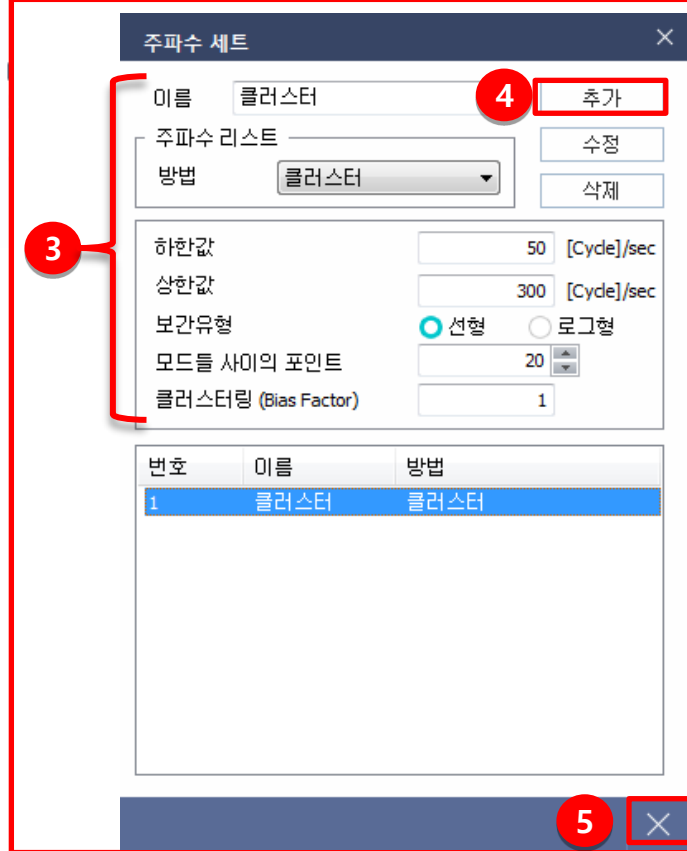 주파수 세트
이름 클러스터 4 추가
주파수 리스트 수정
방법 클러스터 삭제
3
하한값 50 [Cycle]/sec
상한값 300 [Cycle]/sec
보간유형 선형 로그형
모드들 사이의 포인트 20
클러스터링 (Bias Factor) 1
번호 이름 방법
1 클러스터 클러스터
5